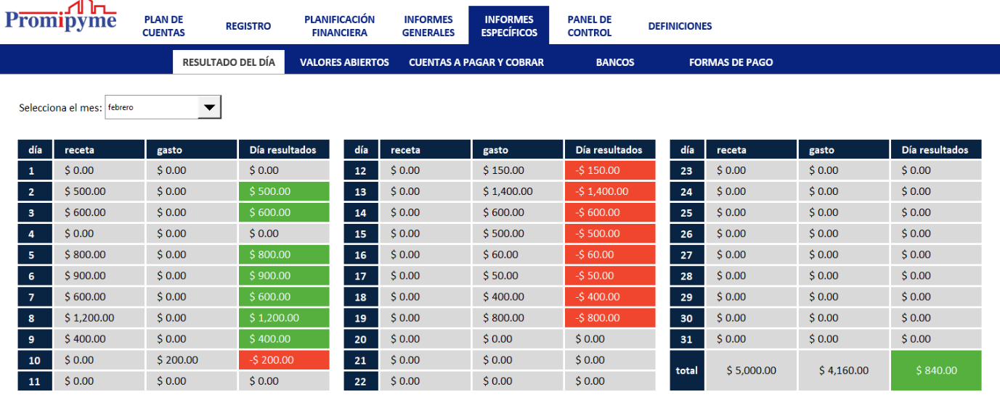 Promipyme
PLAN DE CUENTAS
REGISTRO
PLANIFICACIÓN FINANCIERA
INFORMES GENERALES
INFORMES ESPECÍFICOS
PANEL DE CONTROL
DEFINICIONES
RESULTADO DEL DÍA VALORES ABIERTOS CUENTAS A PAGAR Y COBRAR BANCOS FORMAS DE PAGO
Selecciona el mes: febrero
día receta gasto Día resultados día receta gasto Día resultados día receta gasto Día resultados
1 $ 0.00 $ 0.00 $ 0.00 12 $ 0.00 $ 150.00 -$ 150.00 23 $ 0.00 $ 0.00 $ 0.00
2 $ 500.00 $ 0.00 $ 500.00 13 $ 0.00 $ 1,400.00 -$ 1,400.00 24 $ 0.00 $ 0.00 $ 0.00
3 $ 600.00 $ 0.00 $ 600.00 14 $ 0.00 $ 600.00 -$ 600.00 25 $ 0.00 $ 0.00 $ 0.00
4 $ 0.00 $ 0.00 $ 0.00 15 $ 0.00 $ 500.00 -$ 500.00 26 $ 0.00 $ 0.00 $ 0.00
5 $ 800.00 $ 0.00 $ 800.00 16 $ 0.00 $ 60.00 -$ 60.00 27 $ 0.00 $ 0.00 $ 0.00
6 $ 900.00 $ 0.00 $ 900.00 17 $ 0.00 $ 50.00 -$ 50.00 28 $ 0.00 $ 0.00 $ 0.00
7 $ 600.00 $ 0.00 $ 600.00 18 $ 0.00 $ 400.00 -$ 400.00 29 $ 0.00 $ 0.00 $ 0.00
8 $ 1,200.00 $ 0.00 $ 1,200.00 19 $ 0.00 $ 800.00 -$ 800.00 30 $ 0.00 $ 0.00 $ 0.00
9 $ 400.00 $ 0.00 $ 400.00 20 $ 0.00 $ 0.00 $ 0.00 31 $ 0.00 $ 0.00 $ 0.00
10 $ 0.00 $ 200.00 -$ 200.00 21 $ 0.00 $ 0.00 $ 0.00 total $ 5,000.00 $ 4,160.00 $ 840.00
11 $ 0.00 $ 0.00 $ 0.00 22 $ 0.00 $ 0.00 $ 0.00